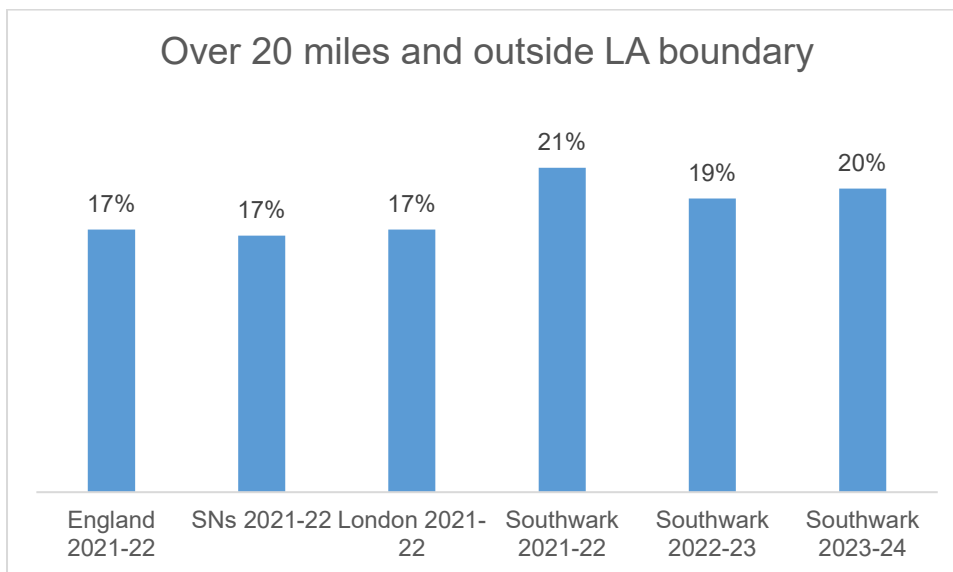 Over 20 miles and outside LA boundary
17%
17%
17%
21%
19%
20%
England
2021-22
SNs 2021-22
London 2021-
22
Southwark
2021-22
Southwark
2022-23
Southwark
2023-24